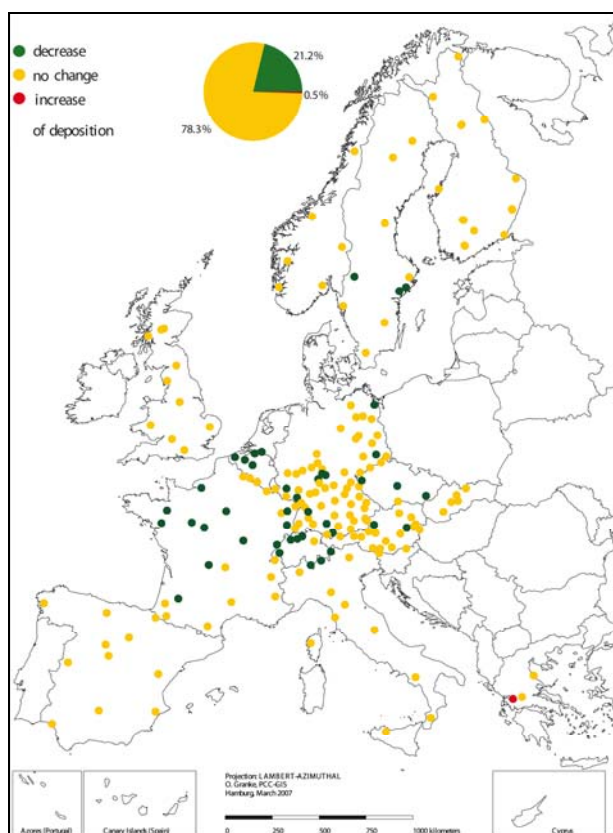 decrease
no change
increase
of deposition
21.2%
0.5%
78.3%
Projection: LAMBERT-AZIMUTHAL
O. Granke, PCC-GIS
Hamburg, March 2007
0 250 500 750 1000 kilometers
Azores (Portugal)
Canary Islands (Spain)
Cyprus